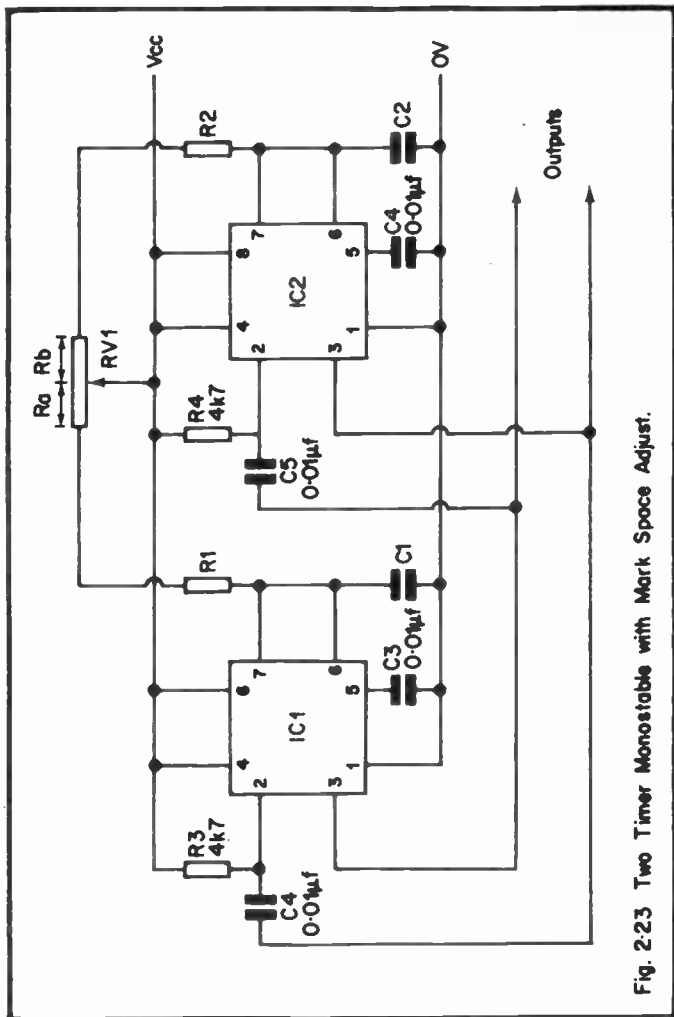 Ra Rb
RV1
Vcc
R3
4k7
R1
R4
4k7
R2
4
6
2
7
IC1
6
3
1
5
C4
0·01µf
C3
0·01µf
C1
C5
0·01µf
4
8
2
7
IC2
6
3
1
5
C4
0·01µf
C2
0V
Outputs
Fig. 2·23 Two Timer Monostable with Mark Space Adjust.